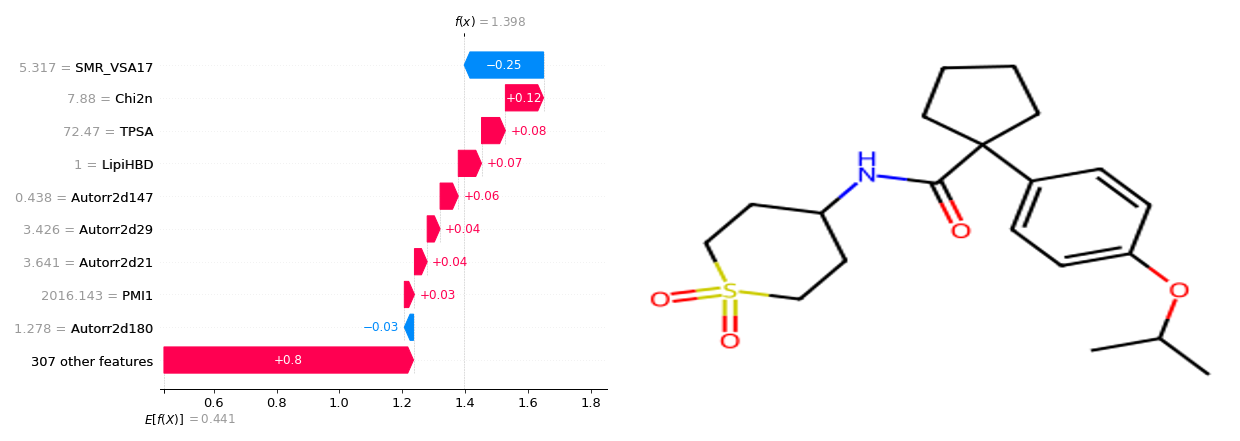 f(x) = 1.398
5.317 = SMR_VSA17
−0.25
7.88 = Chi2n
+0.12
72.47 = TPSA
+0.08
1 = LipiHBD
+0.07
0.438 = Autorr2d147
+0.06
3.426 = Autorr2d29
+0.04
3.641 = Autorr2d21
+0.04
2016.143 = PMI1
+0.03
1.278 = Autorr2d180
−0.03
307 other features
+0.8
0.6 0.8 1.0 1.2 1.4 1.6 1.8
E[f(X)] = 0.441
H
N
O
S
O
O
O